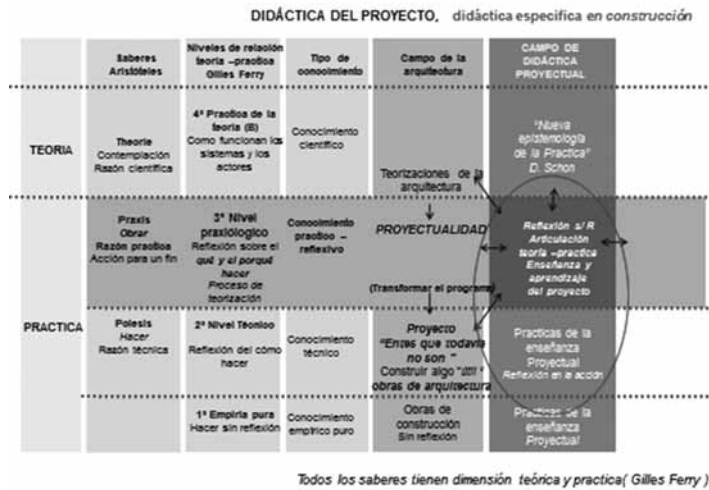 DIDÁCTICA DEL PROYECTO, didáctica especifica en construcción
Saberes
Aristóteles
Niveles de relación
teoría –practica
Gilles Ferry
Tipo de
conocimiento
Campo de la
arquitectura
CAMPO DE
DIDÁCTICA
PROYECTUAL
TEORIA
Theorie
Contemplación
Razón científica
4º Practica de la
teoría (B)
Como funcionan los
sistemas y los
actores
Conocimiento
científico
Teorizaciones de la
arquitectura
"Nueva
epistemología
de la Practica"
D. Schon
PRACTICA
Praxis
Obrar
Razón practica
Acción para un fin
3º Nivel
praxiológico
Reflexión sobre el
qué y el porqué
hacer
Proceso de
teorización
Conocimiento
practico –
reflexivo
PROYECTUALIDAD
(Transformar el programa)
Reflexión s/ R
Articulación
teoría –practica
Enseñanza y
aprendizaje
del proyecto
Poiesis
Hacer
Razón técnica
2º Nivel Técnico
Reflexión del cómo
hacer
Conocimiento
técnico
Proyecto
"Entes que todavía
no son "
Construir algo "útil"
obras de arquitectura
Practicas de la
enseñanza
Proyectual
Reflexión en la acción
1º Empiria pura
Hacer sin reflexión
Conocimiento
empírico puro
Obras de
construcción
Sin reflexión
Practicas de la
enseñanza
Proyectual
Todos los saberes tienen dimensión teórica y practica( Gilles Ferry )